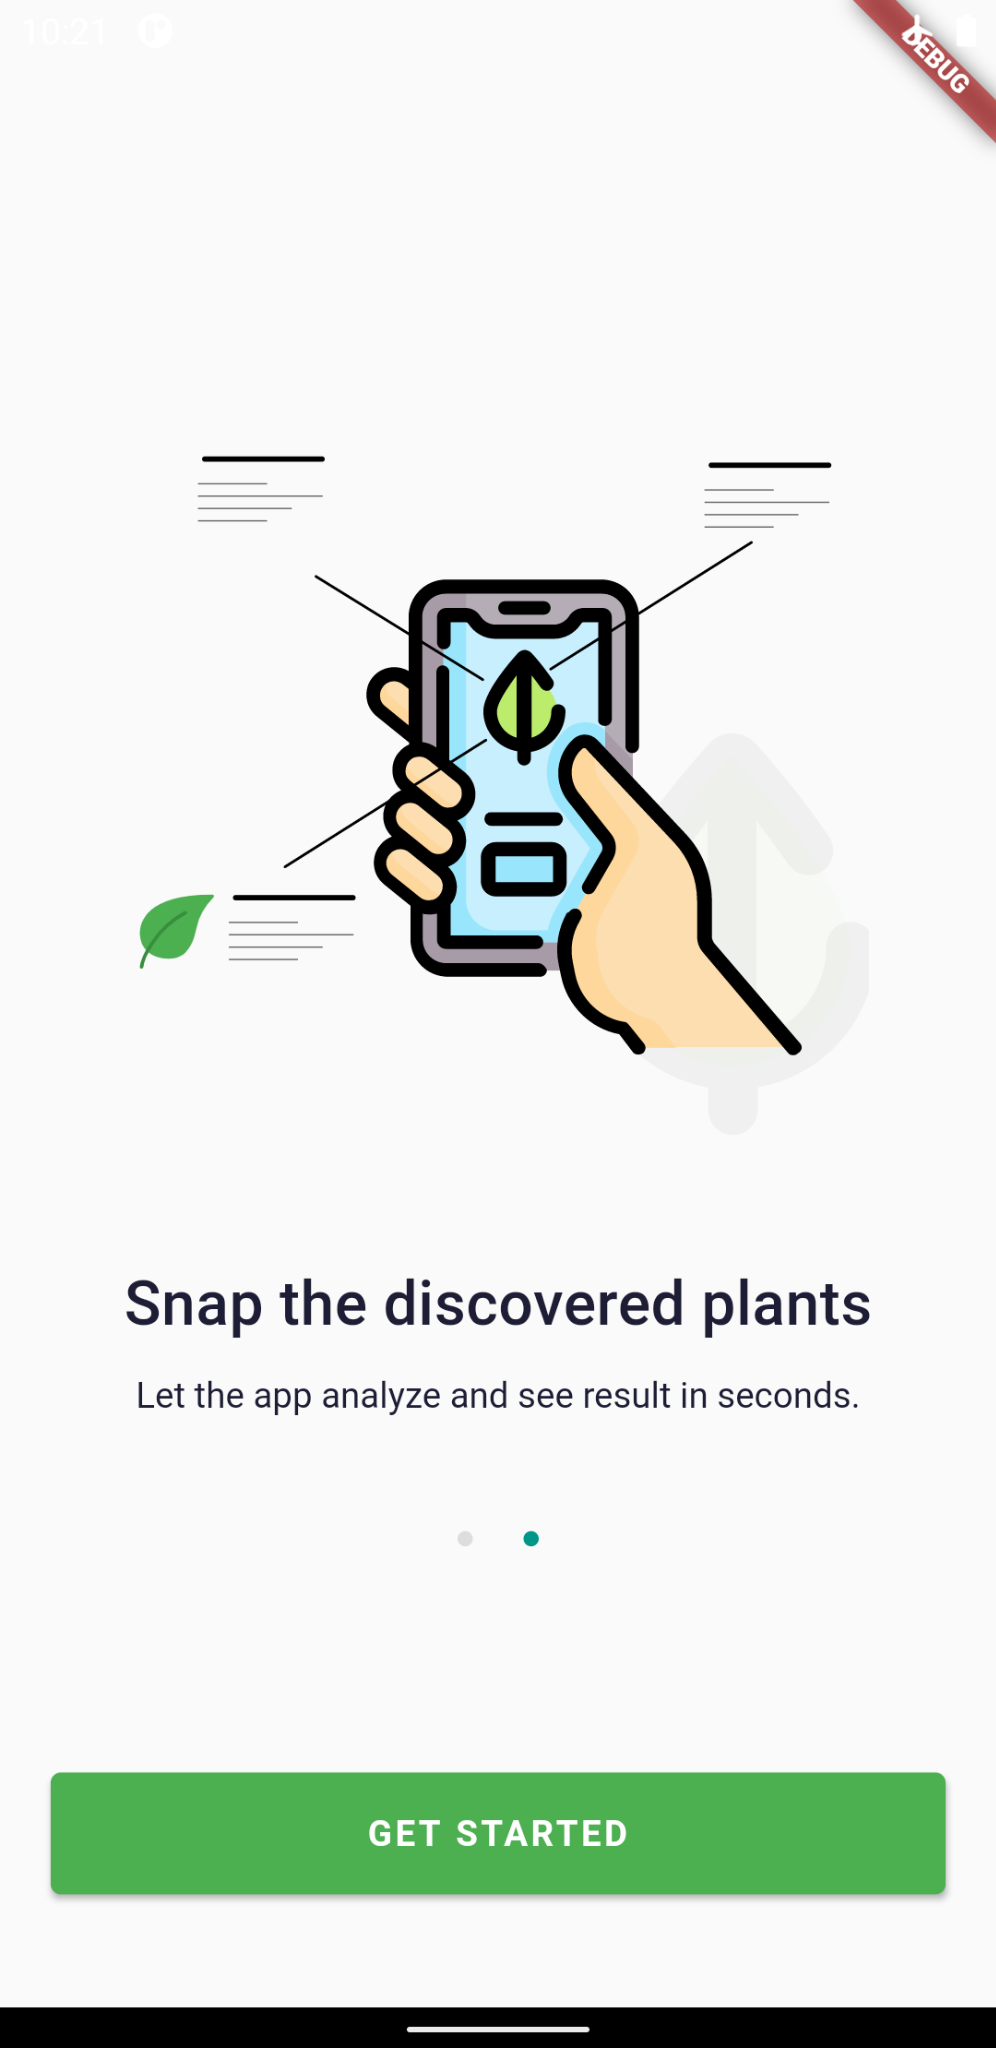 10:21
DEBUG
Snap the discovered plants
Let the app analyze and see result in seconds.
GET STARTED